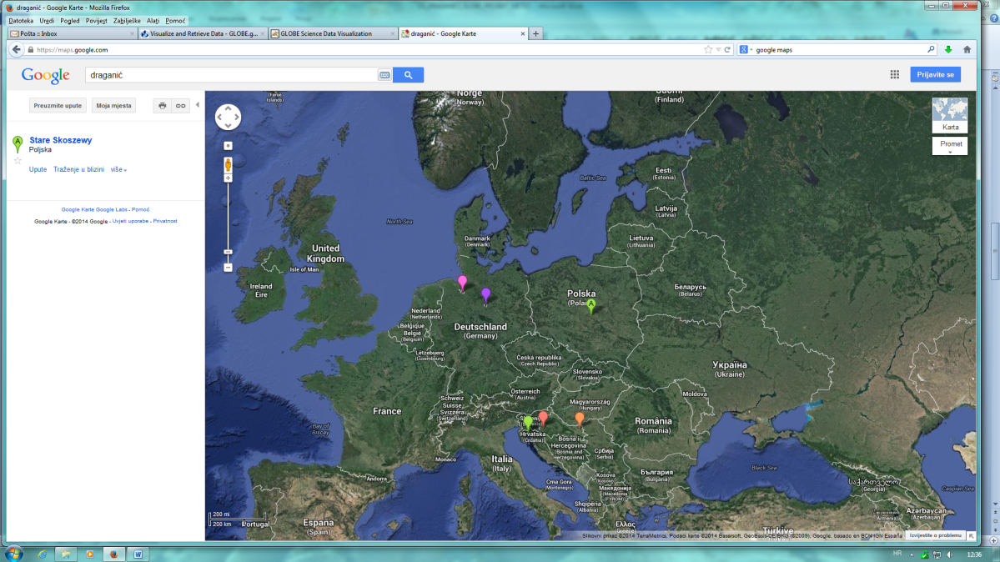 draganić - Google Karte - Mozilla Firefox
Datoteka Uredi Pogled Povijest Zabilješke Alati Pomoć
Pošta :: Inbox
Visualize and Retrieve Data - GLOBE.g...
GLOBE Science Data Visualization
draganić - Google Karte
https://maps.google.com
google maps
Google
draganić
Prijavite se
Preuzmite upute
Moja mjesta
A
Stare Skoszewy
Poljska
Upute Traženje u blizini više
Google Karte Google Labs - Pomoć
Google Karte - ©2014 Google - Uvjeti uporabe - Privatnost
Karta
Promet
(Faroe
Islands)
Norge
(Norway)
Suomi
(Finland)
Baltic Sea
Eesti
(Estonia)
Latvija
(Latvia)
Lietuva
(Lithuania)
North Sea
Danmark
(Denmark)
United
Kingdom
Isle of Man
Ireland
Éire
Беларусь
(Belarus)
Polska
(Poland)
A
Nederland
(Netherlands)
Deutschland
(Germany)
Belgique
België
(Belgium)
Lëtzebuerg
(Luxembourg)
Česká republika
(Czech Republic)
Slovensko
(Slovakia)
Україна
(Ukraine)
Österreich
(Austria)
Moldova
Schweiz
Suisse
Svizzera
(Switzerland)
Magyarország
(Hungary)
France
România
(Romania)
Hrvatska
(Croatia)
Bosna i
Hercegovina
(Bosnia and
Herzegovina)
Србија
(Serbia)
Bay of
Biscay
Monaco
Italia
(Italy)
Black Sea
Kosova
(Kosovo)
България
(Bulgaria)
Andorra
Crna Gora
(Montenegro)
Македонија
(Macedonia
(FYROM))
საქართველო
(Georgia)
Caspian Sea
Shqipëria
(Albania)
Azərbaycan
(Azerbaijan)
(Armenia)
Portugal
España
(Spain)
Ελλάς
(Greece)
Türkiye
200 mi
200 km
Slikovni prikaz ©2014 TerraMetrics, Podaci karte ©2014 Basarsoft, GeoBasis-DE/BKG (©2009), Google, basado en BCN IGN España
Izvijestite o problemu
HR
12:36